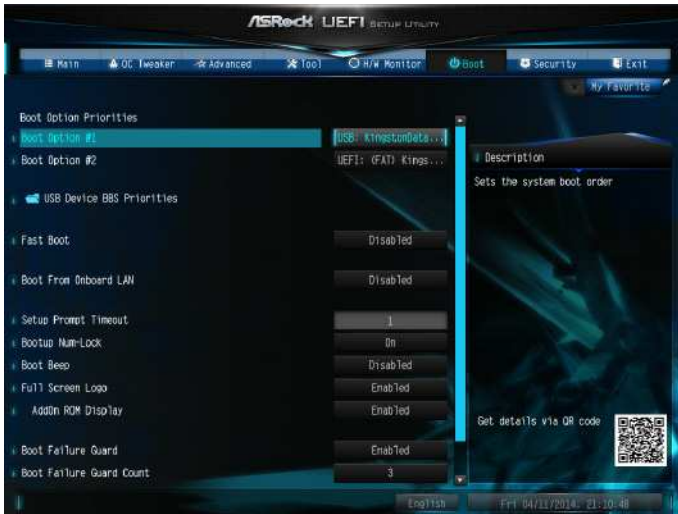 ASRock UEFI SETUP UTILITY
Main OC Tweaker Advanced Tool H/W Monitor Boot Security Exit
My Favorite
Boot Option Priorities
Boot Option #1 USB: KingstonData...
Boot Option #2 UEFI: (FAT) Kings...
USB Device BBS Priorities
Fast Boot Disabled
Boot From Onboard LAN Disabled
Setup Prompt Timeout 1
Bootup Num-Lock On
Boot Beep Disabled
Full Screen Logo Enabled
AddOn ROM Display Enabled
Boot Failure Guard Enabled
Boot Failure Guard Count 3
Description
Sets the system boot order
Get details via QR code
English Fri 04/11/2014, 21:10:48